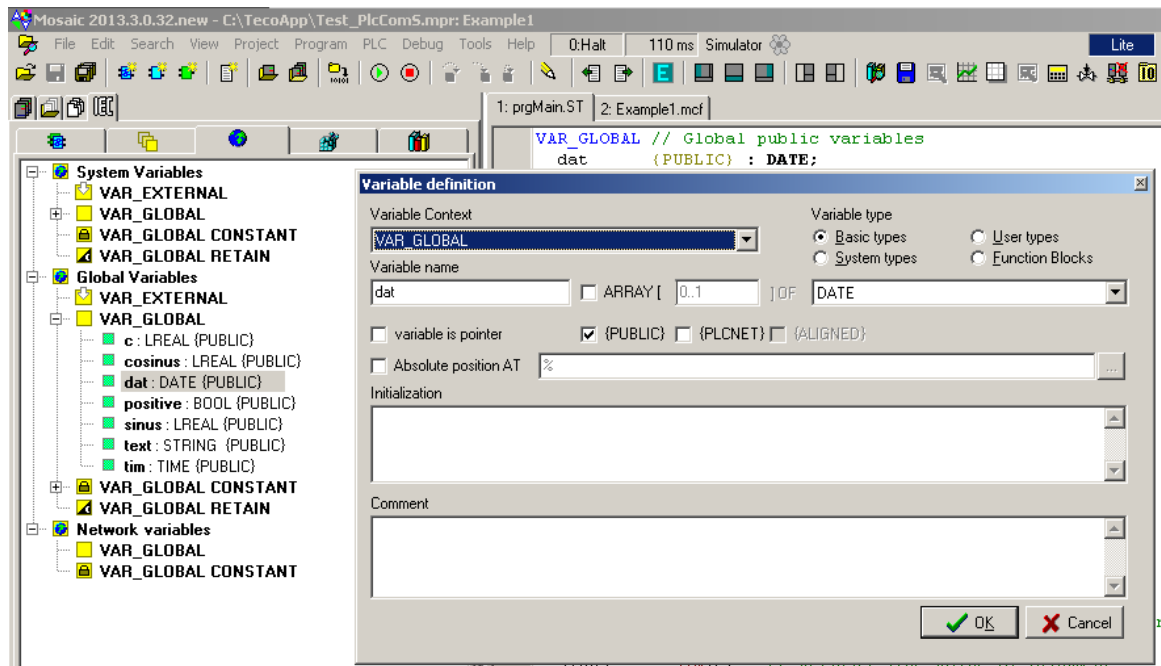 Mosaic 2013.3.0.32.new - C:\TecoApp\Test_PlcComS.mpr: Example1
File Edit Search View Project Program PLC Debug Tools Help 0:Halt 110 ms Simulator Lite
1: prgMain.ST 2: Example1.mcf
VAR_GLOBAL // Global public variables
dat {PUBLIC} : DATE;
System Variables
VAR_EXTERNAL
VAR_GLOBAL
VAR_GLOBAL CONSTANT
VAR_GLOBAL RETAIN
Global Variables
VAR_EXTERNAL
VAR_GLOBAL
c : LREAL {PUBLIC}
cosinus : LREAL {PUBLIC}
dat : DATE {PUBLIC}
positive : BOOL {PUBLIC}
sinus : LREAL {PUBLIC}
text : STRING {PUBLIC}
tim : TIME {PUBLIC}
VAR_GLOBAL CONSTANT
VAR_GLOBAL RETAIN
Network variables
VAR_GLOBAL
VAR_GLOBAL CONSTANT
Variable definition
Variable Context Variable type
VAR_GLOBAL Basic types User types
System types Function Blocks
Variable name
dat ARRAY [ 0..1 ] OF DATE
variable is pointer {PUBLIC} {PLCNET} {ALIGNED}
Absolute position AT % ...
Initialization
Comment
OK Cancel